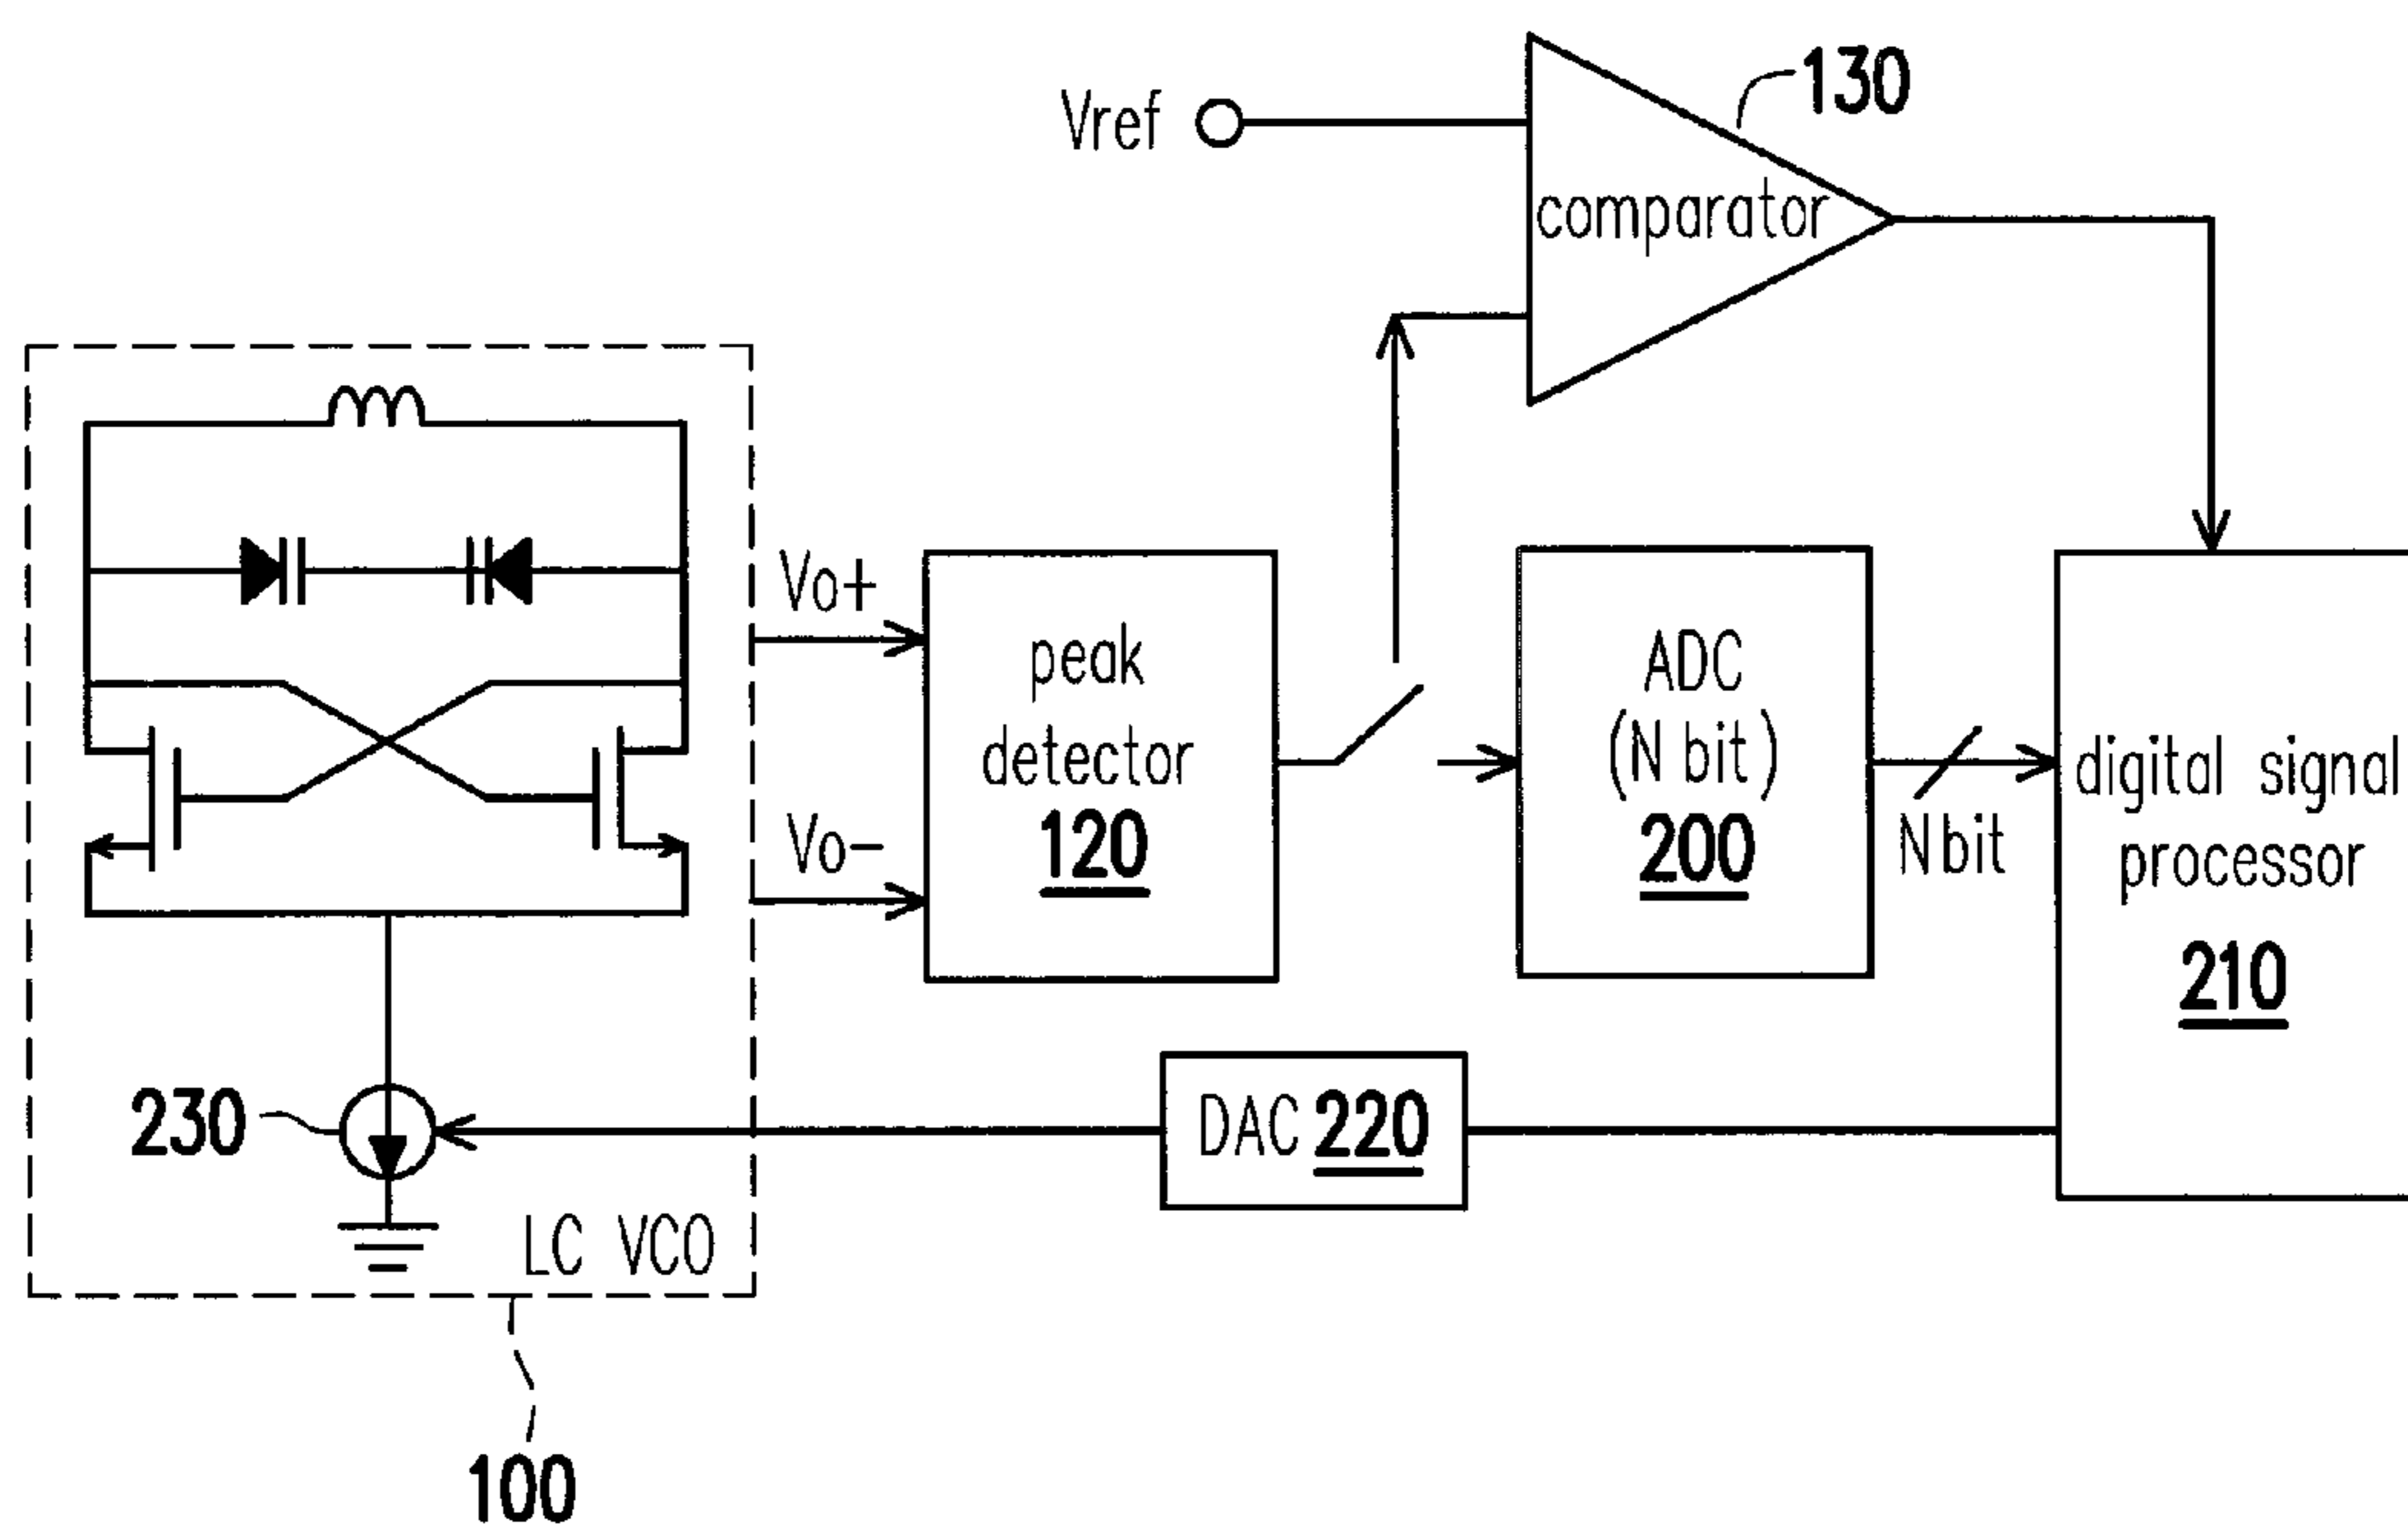 130
Vref
comparator
Vo+
peak
detector
120
ADC
(N bit)
200
N bit
digital signal
processor
210
Vo-
230
DAC 220
LC VCO
100